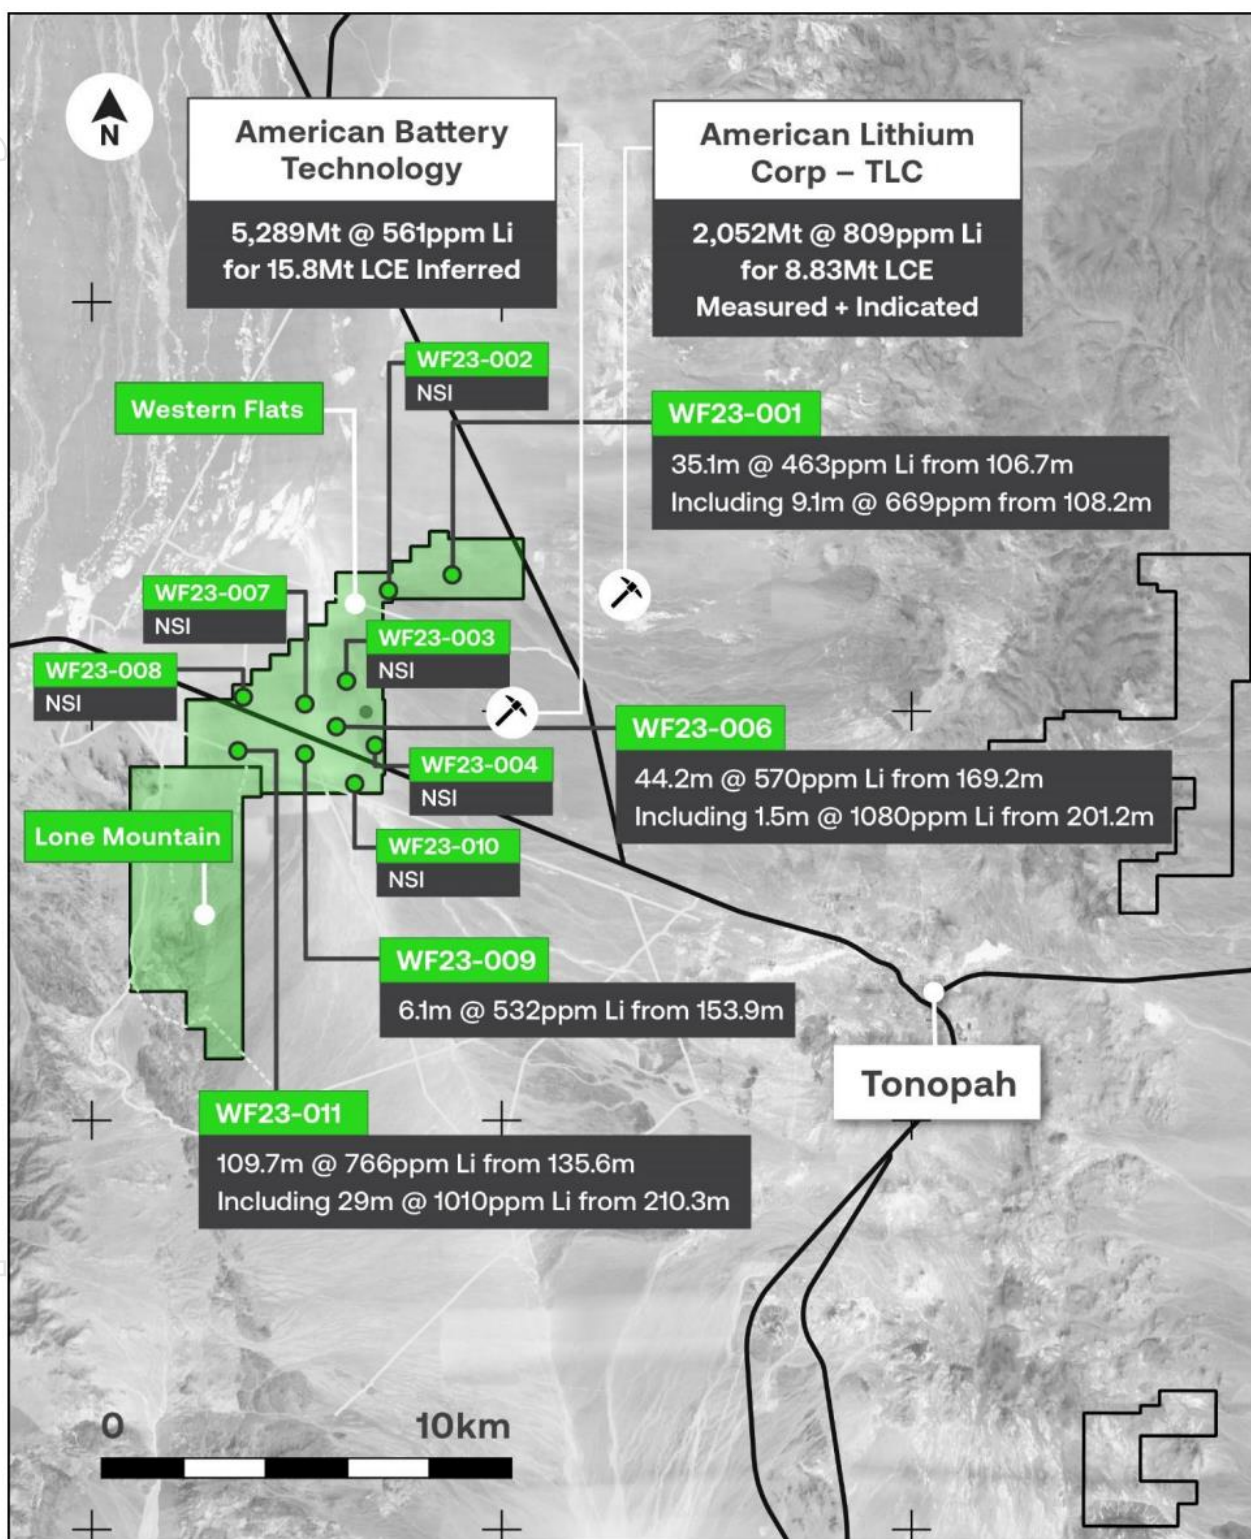 N
American Battery
Technology
5,289Mt @ 561ppm Li
for 15.8Mt LCE Inferred
American Lithium
Corp – TLC
2,052Mt @ 809ppm Li
for 8.83Mt LCE
Measured + Indicated
WF23-002
NSI
Western Flats
WF23-001
35.1m @ 463ppm Li from 106.7m
Including 9.1m @ 669ppm from 108.2m
WF23-007
NSI
WF23-003
NSI
WF23-008
NSI
WF23-006
44.2m @ 570ppm Li from 169.2m
Including 1.5m @ 1080ppm Li from 201.2m
WF23-004
NSI
Lone Mountain
WF23-010
NSI
WF23-009
6.1m @ 532ppm Li from 153.9m
Tonopah
WF23-011
109.7m @ 766ppm Li from 135.6m
Including 29m @ 1010ppm Li from 210.3m
0
10km